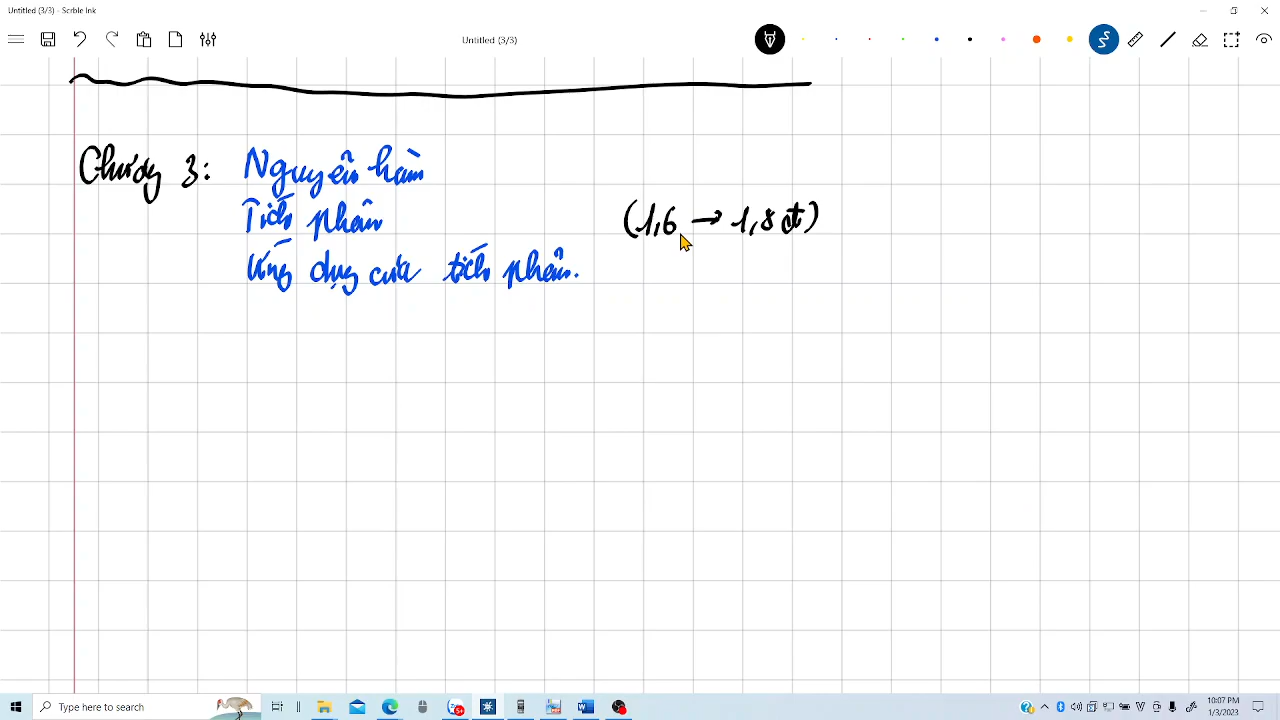 Untitled (3/3) - Scrble Ink
Untitled (3/3)
Chương 3: Nguyên hàm
Tích phân
(1,6 → 1,8 đ)
Ứng dụng của tích phân.
Type here to search
10:07 PM
1/3/2023